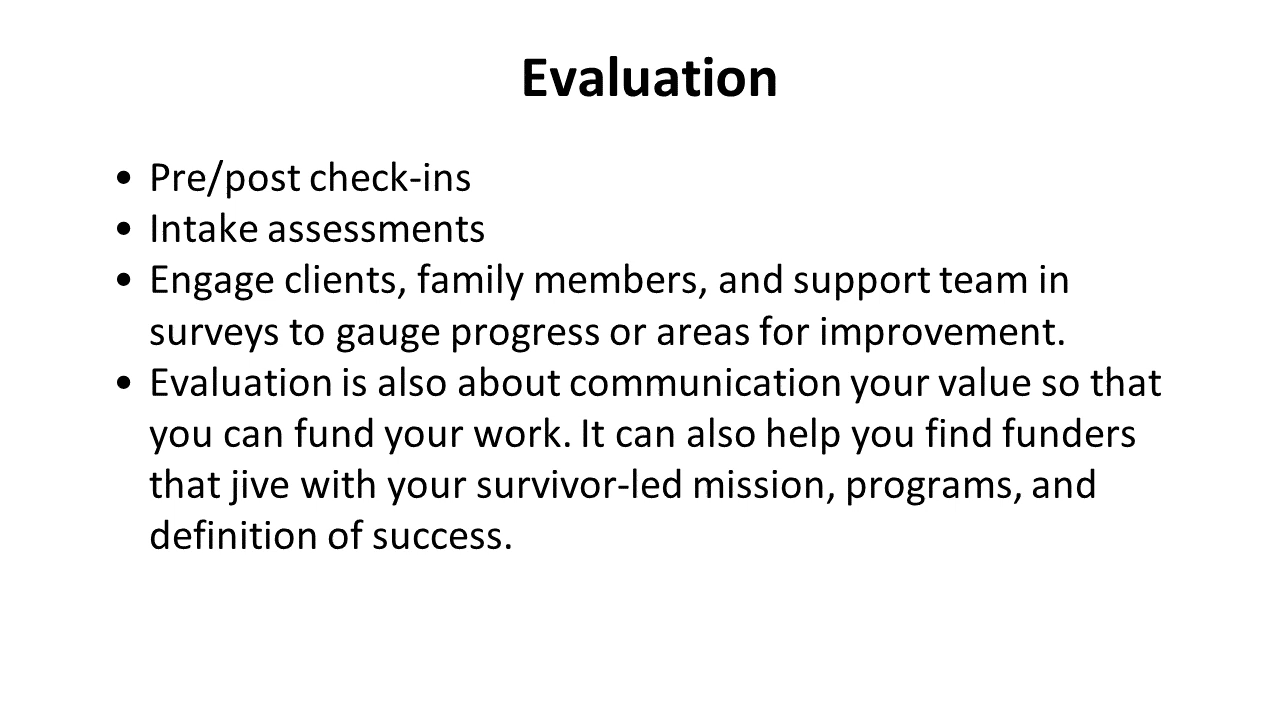 Evaluation
• Pre/post check-ins
• Intake assessments
• Engage clients, family members, and support team in
surveys to gauge progress or areas for improvement.
• Evaluation is also about communication your value so that
you can fund your work. It can also help you find funders
that jive with your survivor-led mission, programs, and
definition of success.